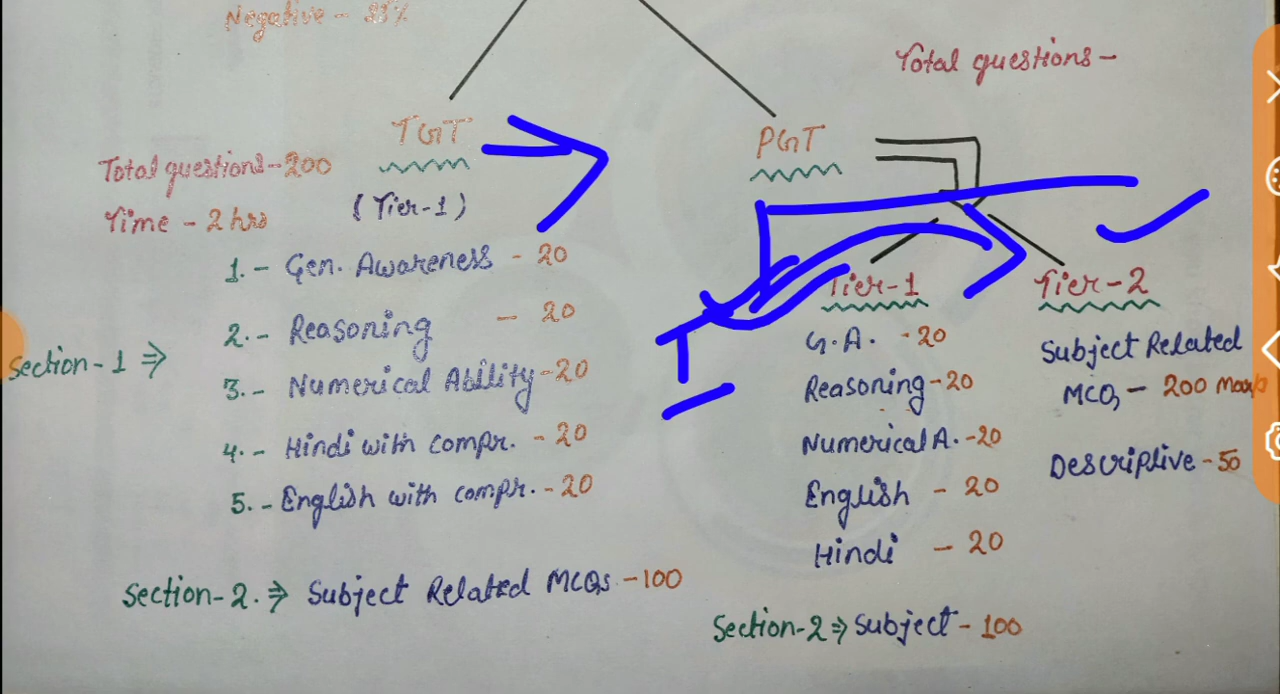 Negative - 25%
Total questions -
TGT
PGT
Total questions - 200
Time - 2 hrs
(Tier-1)
Section-1 ⇒
1. - Gen. Awareness - 20
2. - Reasoning - 20
3. - Numerical Ability - 20
4. - Hindi with compr. - 20
5. - English with compr. - 20
Section-2. ⇒ Subject Related MCQs - 100
Tier-1
G.A. - 20
Reasoning - 20
Numerical A. - 20
English - 20
Hindi - 20
Section-2 ⇒ Subject - 100
Tier-2
Subject Related
MCQ - 200 Marks
Descriptive - 50